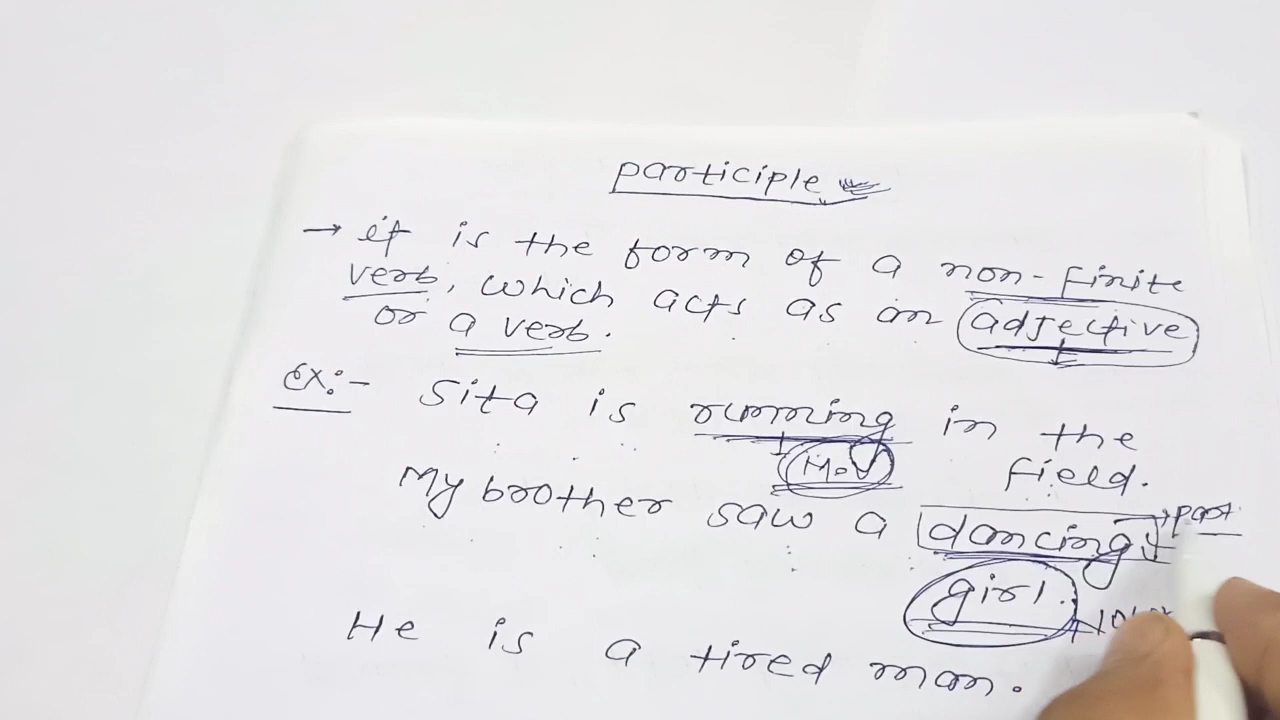 participle
→ it is the form of a non-finite
verb, which acts as an adjective
or a verb.
Ex:- Sita is running in the
field.
M.V
My brother saw a dancing
→ part.
girl.
He is a tired man.